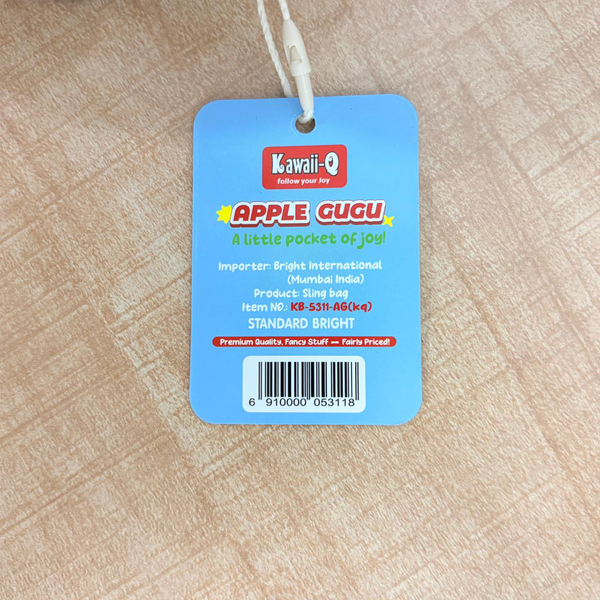 Kawaii-Q
follow your Joy
APPLE GUGU
A little pocket of joy!
Importer: Bright International
(Mumbai India)
Product: Sling bag
Item NO.: KB-5311-AG(kq)
STANDARD BRIGHT
Premium Quality, Fancy Stuff — Fairly Priced!
6 910000 053118